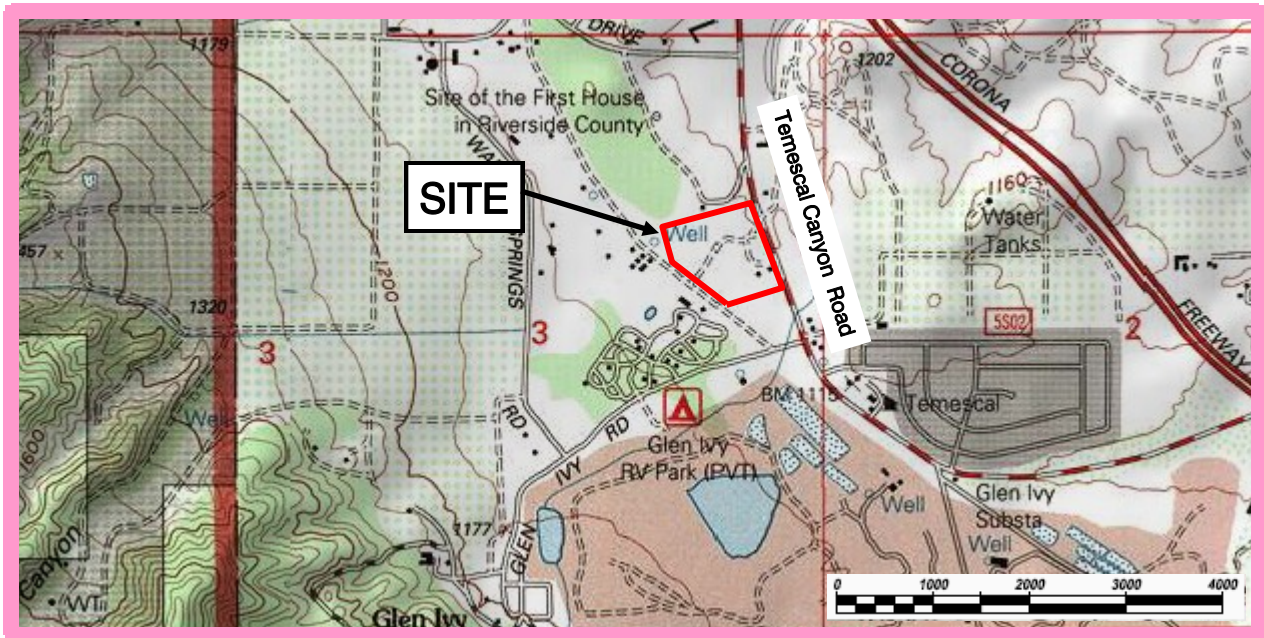 1179
DRIVE
1202
CORONA
Site of the First House
in Riverside County
Temescal Canyon Road
SITE
Well
SPRINGS
1160
Water
Tanks
457
1200
1320
3
3
5S02
2
FREEWAY
BM 1115
Temescal
Well
RD
RD
IVY
Glen Ivy
RV Park (PVT)
1600
Glen Ivy
Substa
Well
Well
1177
GLEN
Canyon
WT
Glen Ivy
0 1000 2000 3000 4000